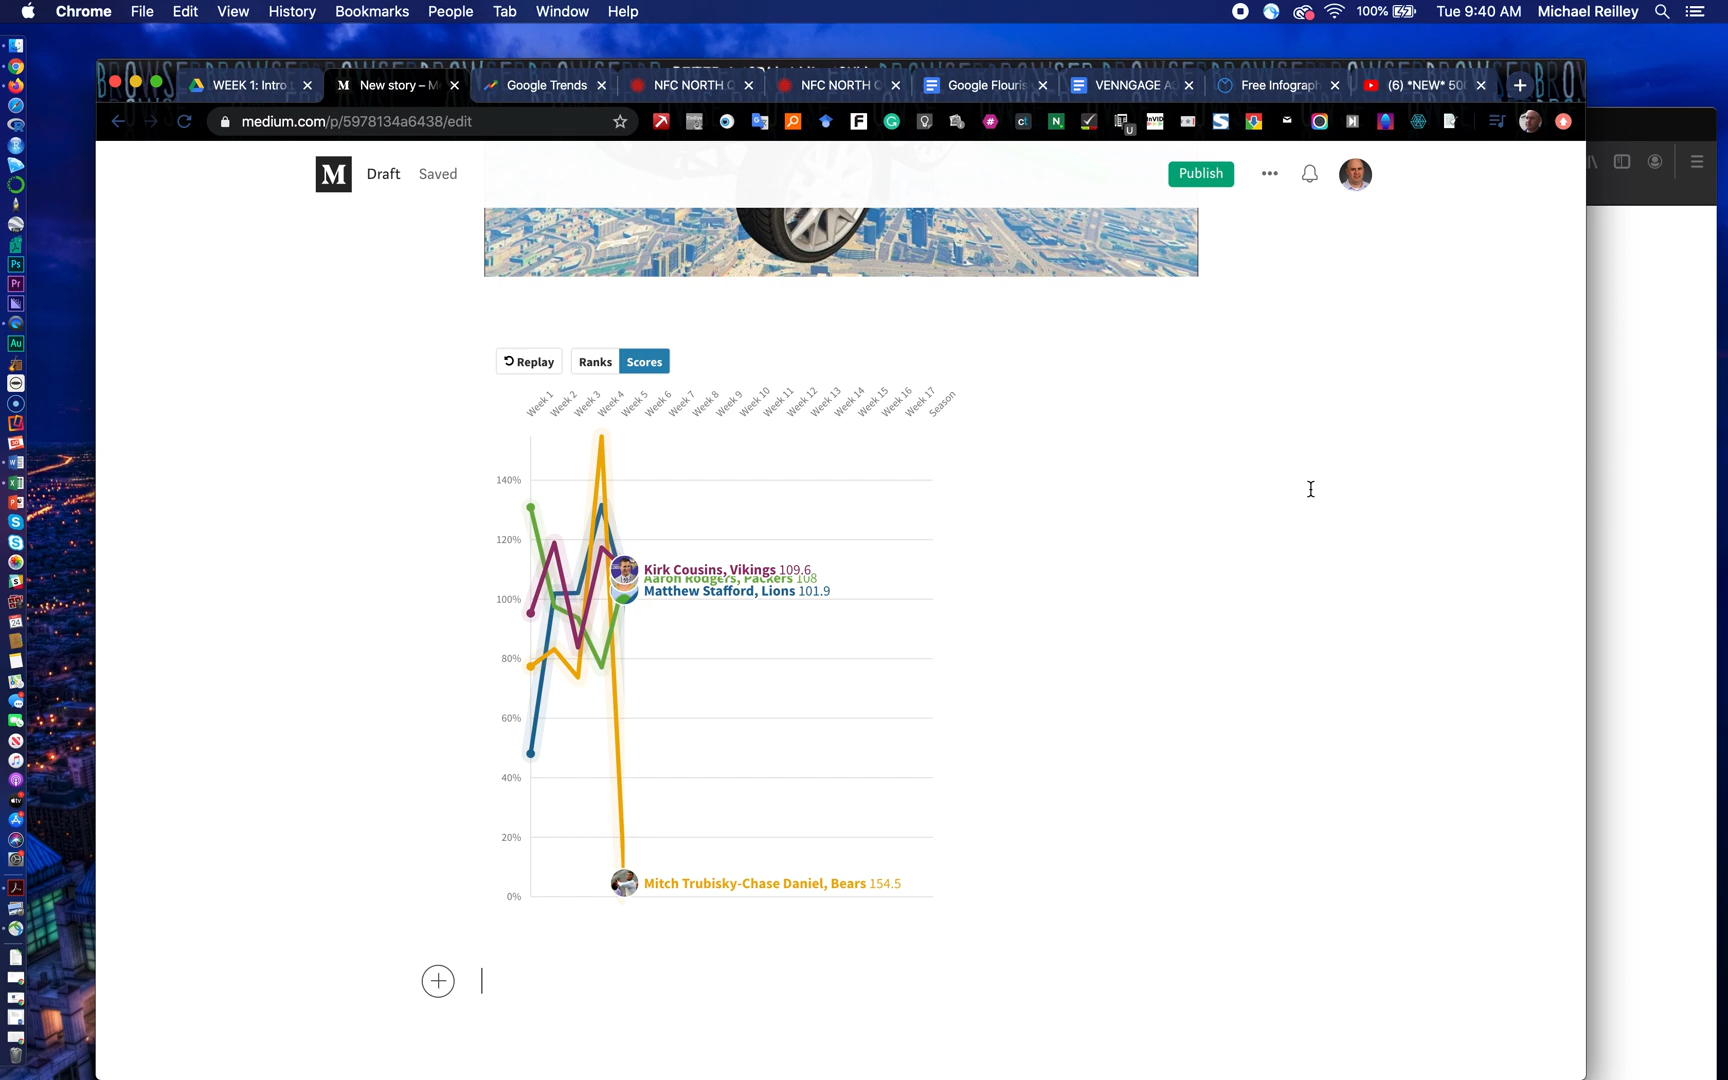 Chrome File Edit View History Bookmarks People Tab Window Help 100% Tue 9:40 AM Michael Reilley
WEEK 1: Intro New story – M Google Trends NFC NORTH NFC NORTH Google Flouris VENNGAGE Free Infograph (6) *NEW* 50
medium.com/p/5978134a6438/edit
M Draft Saved Publish
Replay Ranks Scores
Week 1 Week 2 Week 3 Week 4 Week 5 Week 6 Week 7 Week 8 Week 9 Week 10 Week 11 Week 12 Week 13 Week 14 Week 15 Week 16 Week 17 Season
140%
120%
Kirk Cousins, Vikings 109.6
Aaron Rodgers, Packers 108
Matthew Stafford, Lions 101.9
100%
80%
60%
40%
20%
Mitch Trubisky-Chase Daniel, Bears 154.5
0%